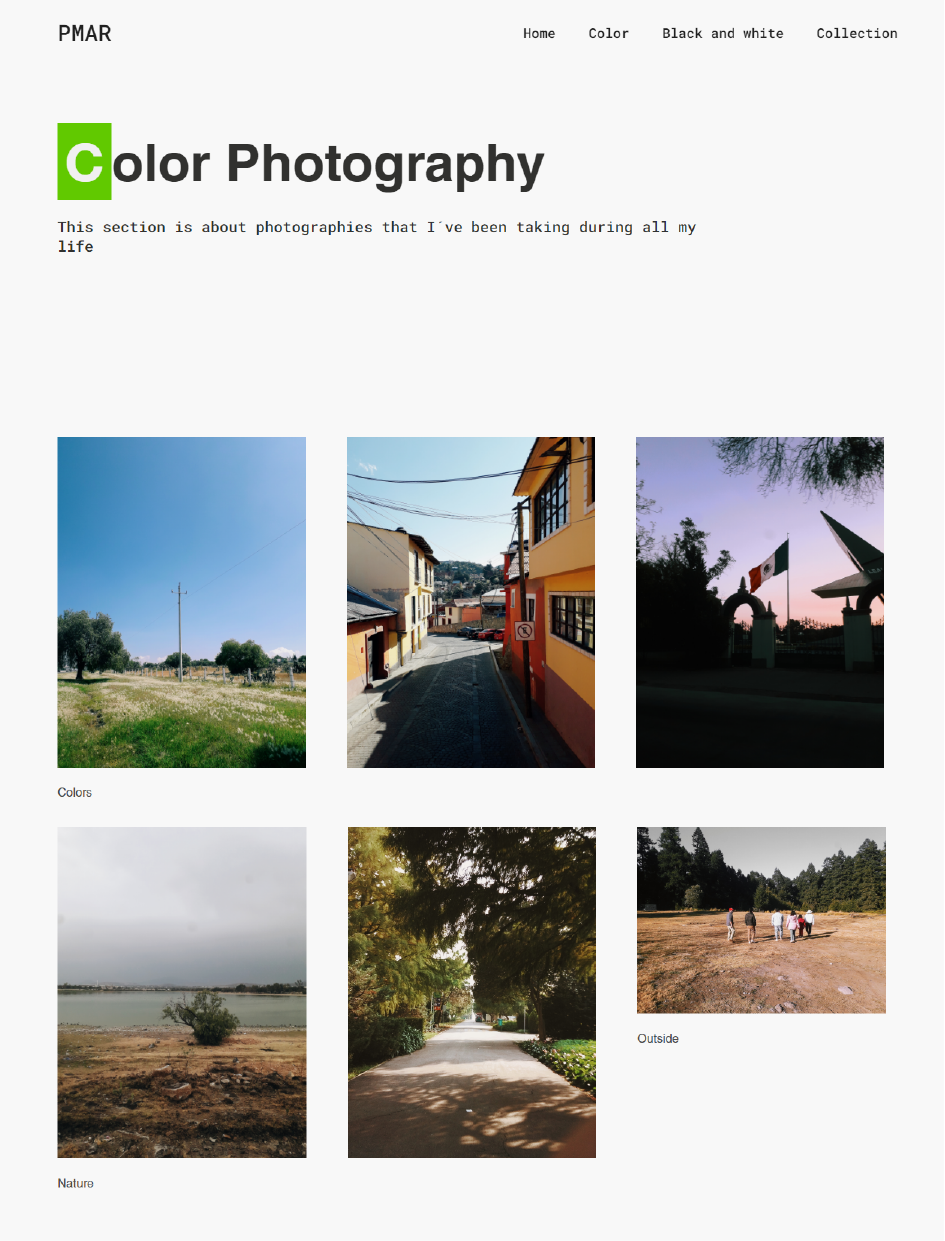 PMAR
Home Color Black and white Collection
Color Photography
This section is about photographies that I´ve been taking during all my
life
Colors
Outside
Nature